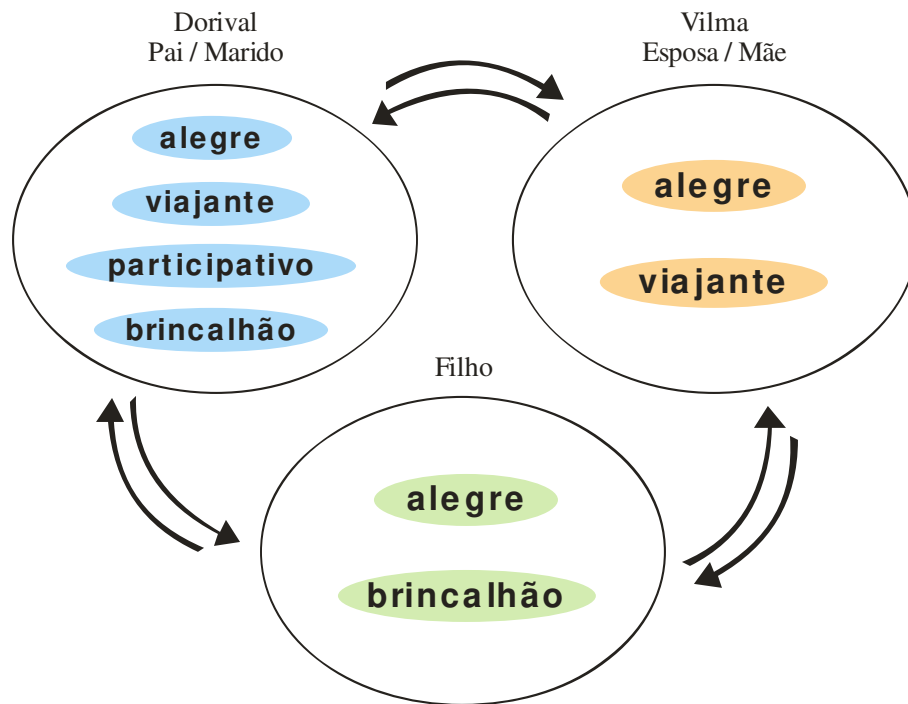 Dorival
Pai / Marido
alegre
viajante
participativo
brincalhão
Vilma
Esposa / Mãe
alegre
viajante
Filho
alegre
brincalhão